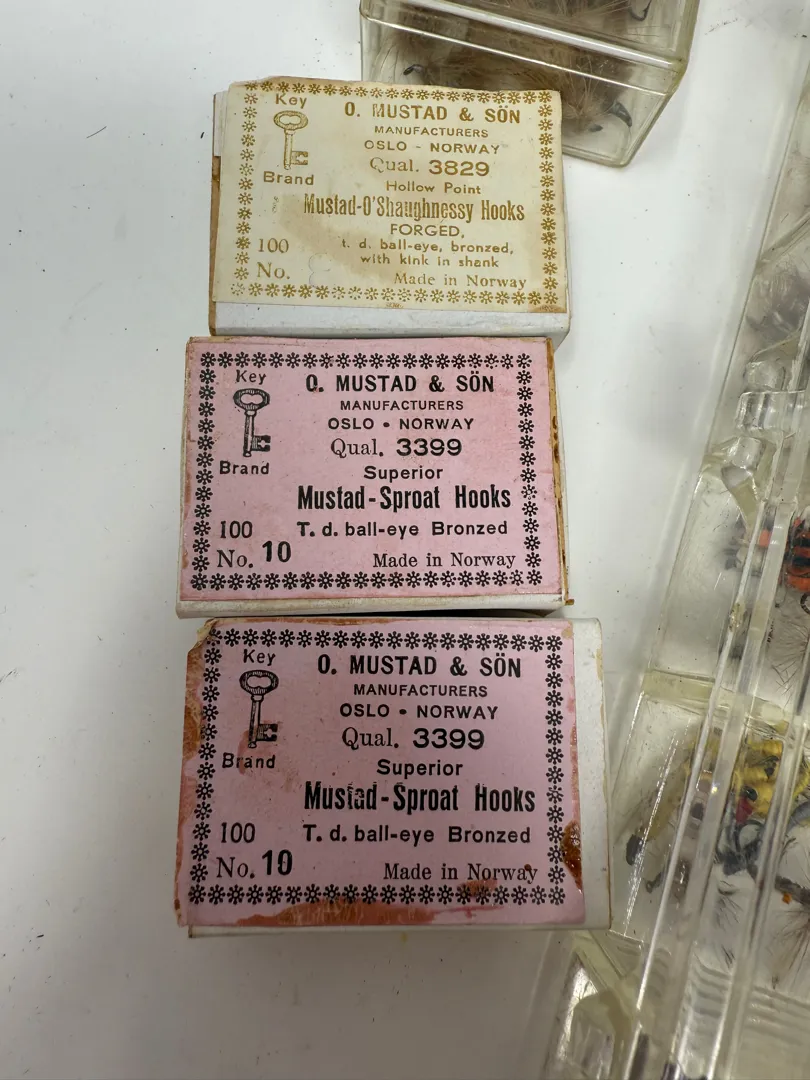 Key
O. MUSTAD & SÖN
MANUFACTURERS
OSLO - NORWAY
Qual. 3829
Brand
Hollow Point
Mustad-O'Shaughnessy Hooks
FORGED,
100 t. d. ball-eye, bronzed,
with kink in shank
No. Made in Norway
Key
O. MUSTAD & SÖN
MANUFACTURERS
OSLO • NORWAY
Qual. 3399
Brand
Superior
Mustad-Sproat Hooks
100 T. d. ball-eye Bronzed
No. 10 Made in Norway
Key
O. MUSTAD & SÖN
MANUFACTURERS
OSLO • NORWAY
Qual. 3399
Brand
Superior
Mustad-Sproat Hooks
100 T. d. ball-eye Bronzed
No. 10 Made in Norway